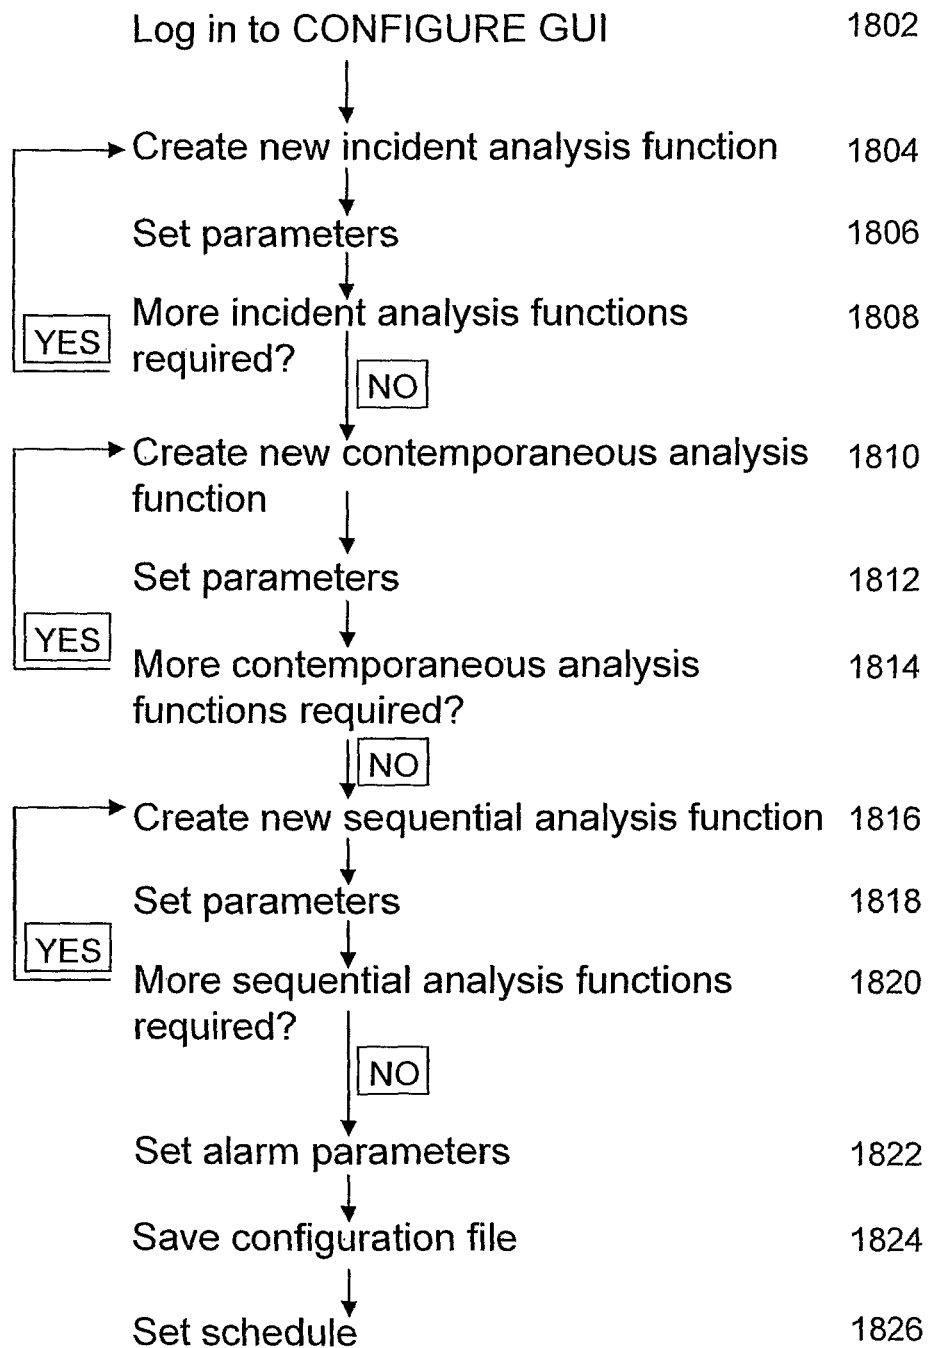 Log in to CONFIGURE GUI 1802
Create new incident analysis function 1804
Set parameters 1806
More incident analysis functions 1808
required?
YES
NO
Create new contemporaneous analysis 1810
function
Set parameters 1812
YES
More contemporaneous analysis 1814
functions required?
NO
Create new sequential analysis function 1816
Set parameters 1818
YES
More sequential analysis functions 1820
required?
NO
Set alarm parameters 1822
Save configuration file 1824
Set schedule 1826